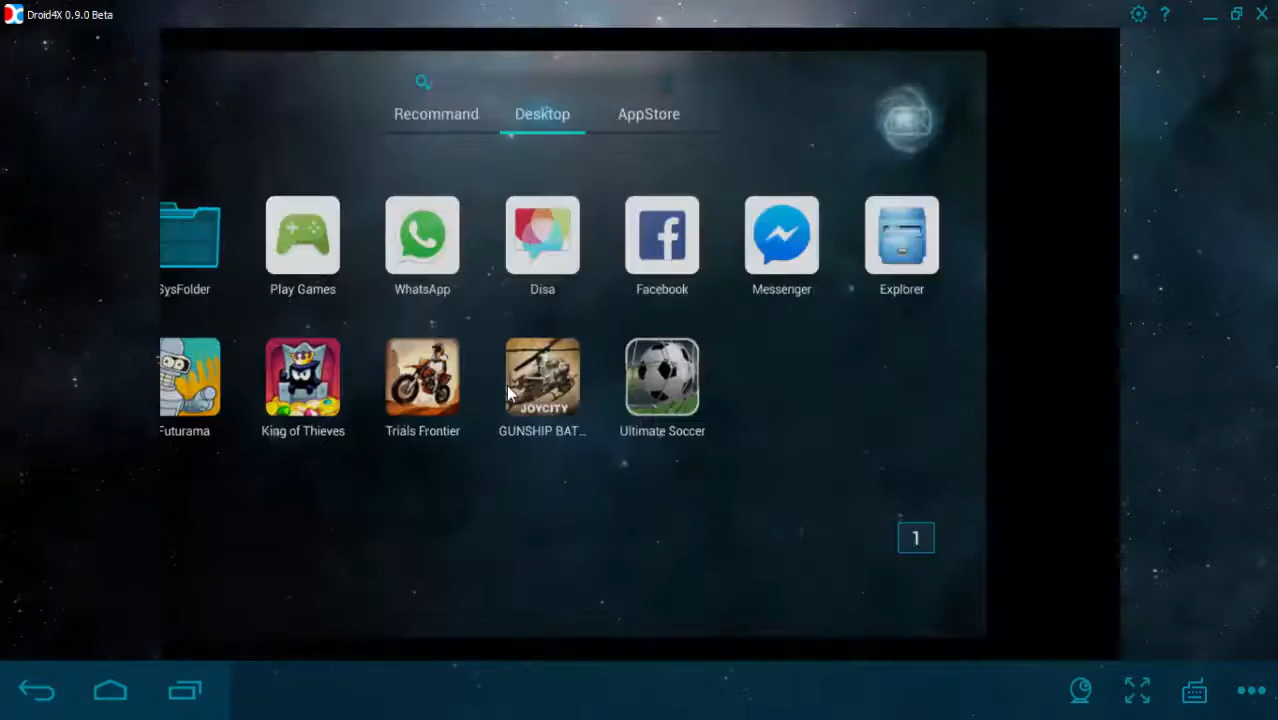 Droid4X 0.9.0 Beta
Recommand Desktop AppStore
SysFolder Play Games WhatsApp Disa Facebook Messenger Explorer
JOYCITY
Futurama King of Thieves Trials Frontier GUNSHIP BAT... Ultimate Soccer
1